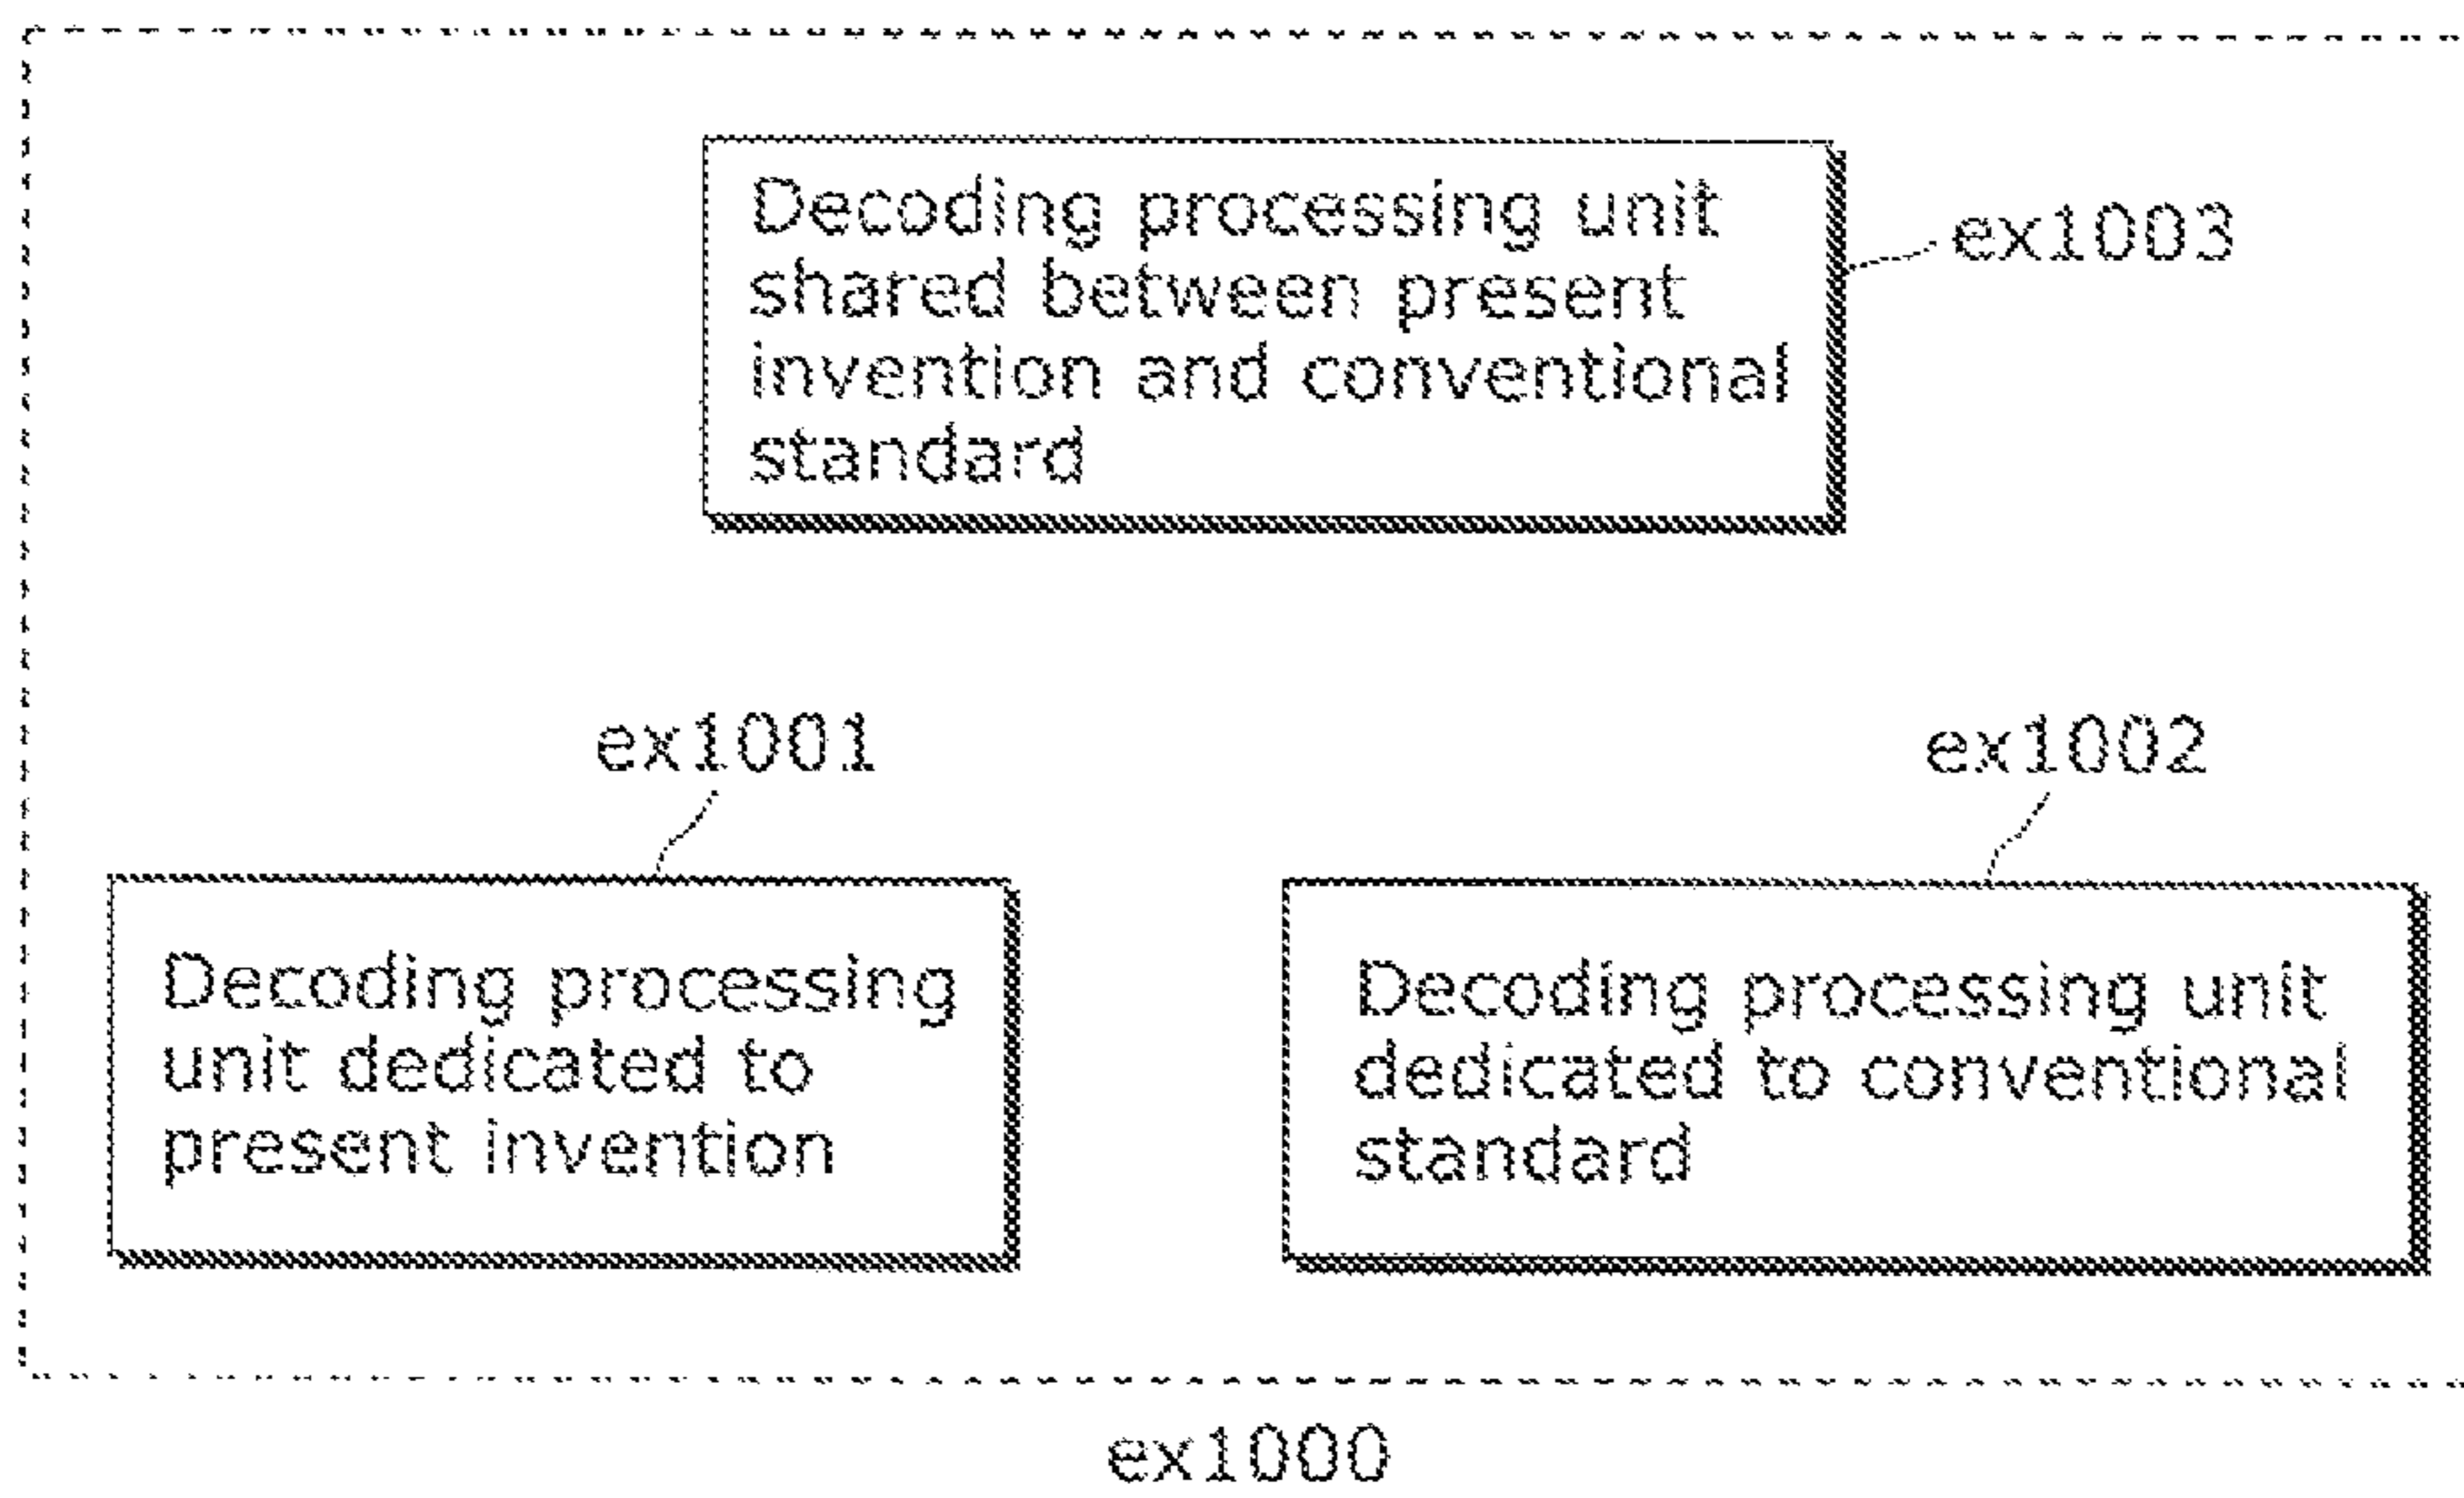 Decoding processing unit
shared between present
invention and conventional
standard
ex1003
ex1001
ex1002
Decoding processing
unit dedicated to
present invention
Decoding processing unit
dedicated to conventional
standard
ex1000